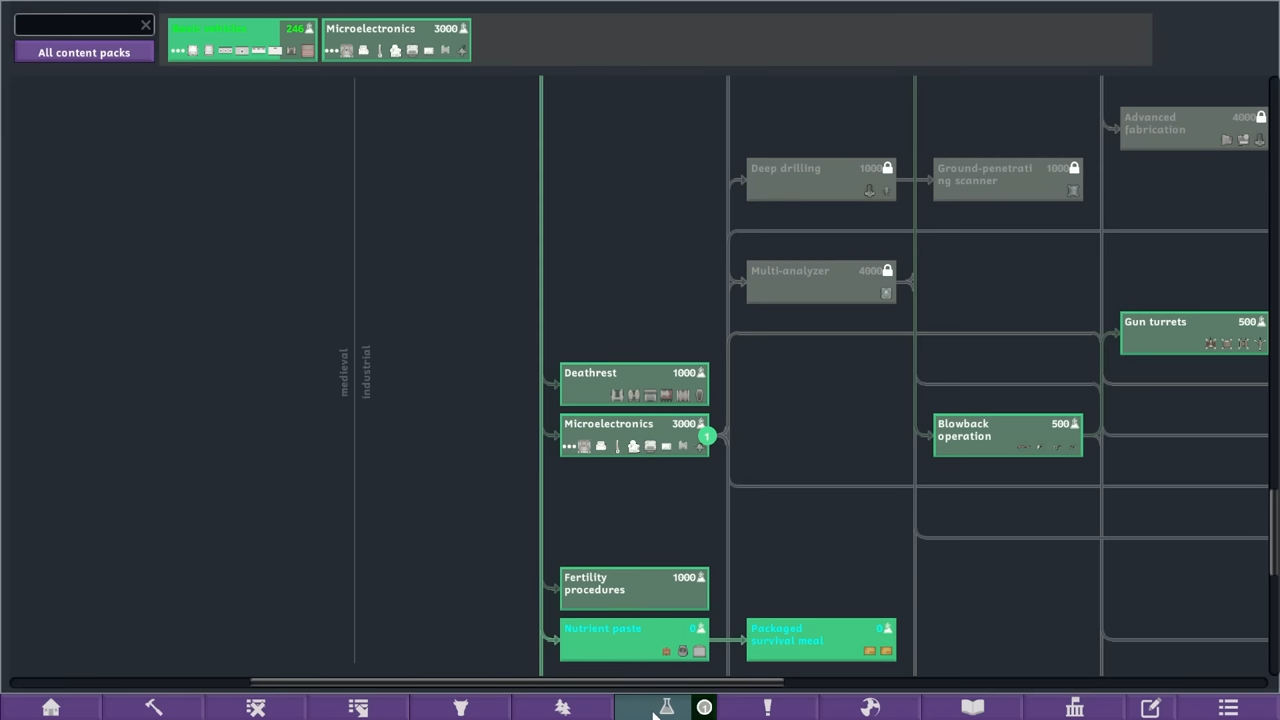 246
Microelectronics 3000
All content packs
Advanced 4000
fabrication
Deep drilling 1000
Ground-penetrati 1000
ng scanner
Multi-analyzer 4000
Gun turrets 500
medieval
industrial
Deathrest 1000
Microelectronics 3000
1
Blowback 500
operation
Fertility 1000
procedures
Nutrient paste 0
Packaged 0
survival meal